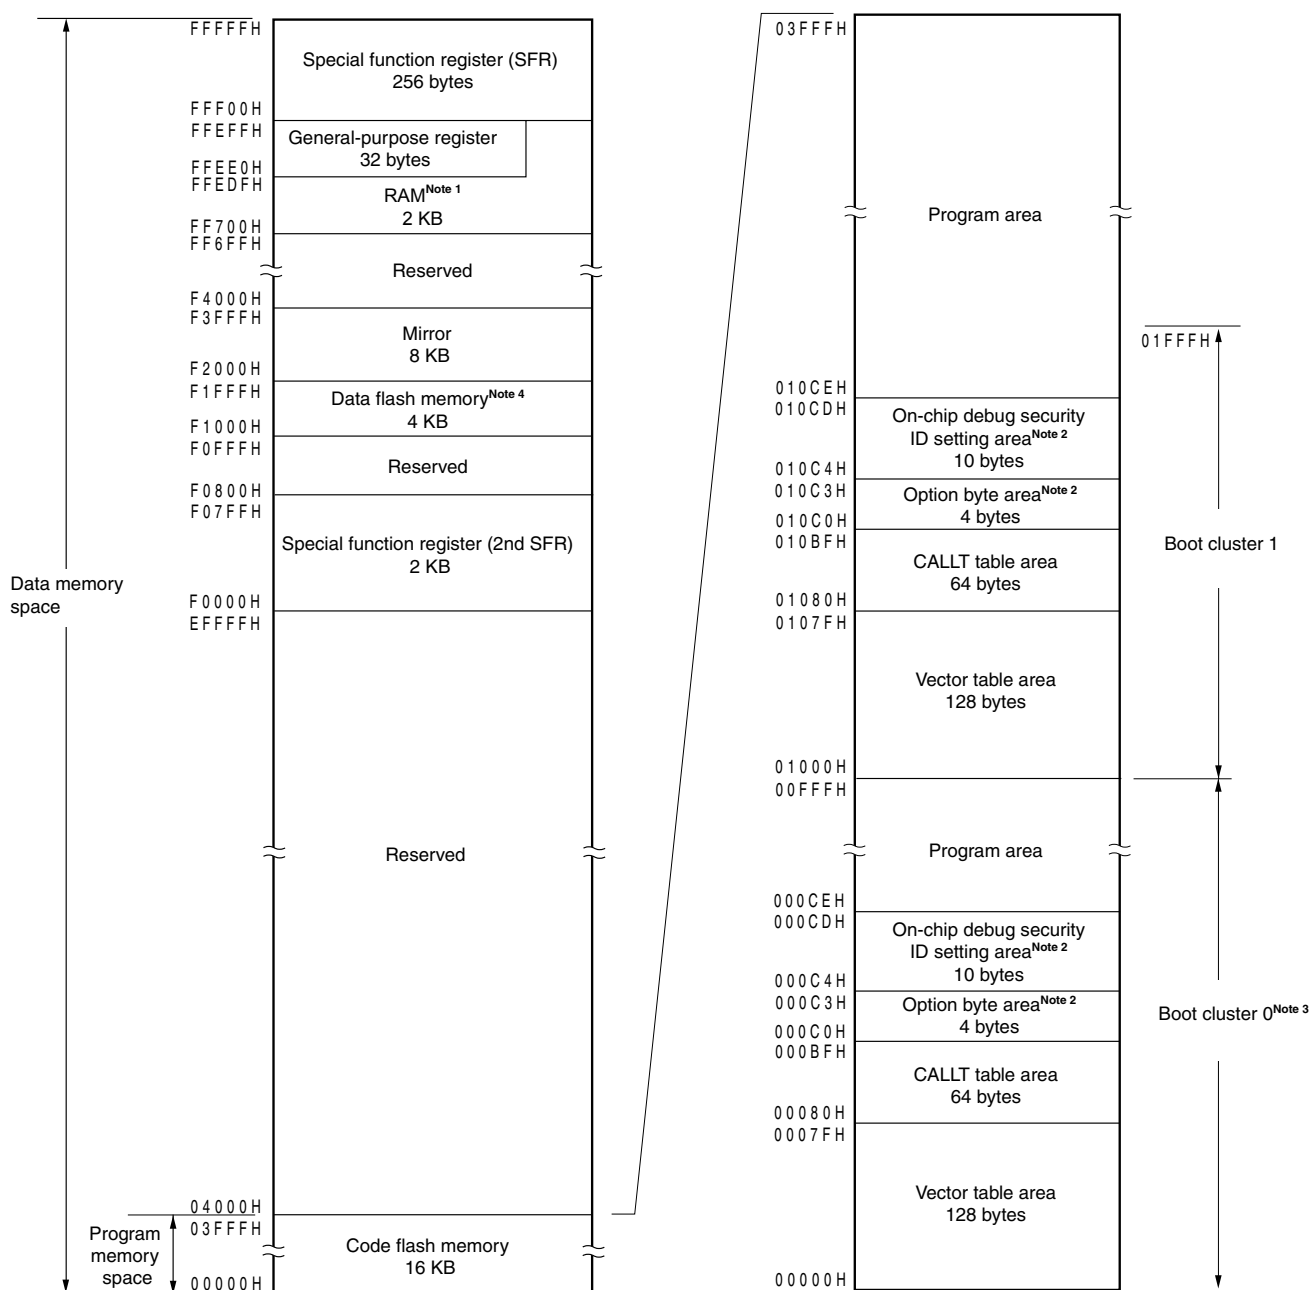 FFFFFH
Special function register (SFR)
256 bytes
FFF00H
FFEFFH
General-purpose register
32 bytes
FFEE0H
FFEDFH
RAMNote 1
2 KB
FF700H
FF6FFH
Reserved
F4000H
F3FFFH
Mirror
8 KB
F2000H
F1FFFH
Data flash memoryNote 4
4 KB
F1000H
F0FFFH
Reserved
F0800H
F07FFH
Special function register (2nd SFR)
2 KB
Data memory
space
F0000H
EFFFFH
Reserved
04000H
03FFFH
Program
memory
space
Code flash memory
16 KB
00000H
03FFFH
Program area
01FFFH
010CEH
010CDH
On-chip debug security
ID setting areaNote 2
10 bytes
010C4H
010C3H
Option byte areaNote 2
4 bytes
010C0H
010BFH
Boot cluster 1
CALLT table area
64 bytes
01080H
0107FH
Vector table area
128 bytes
01000H
00FFFH
Program area
000CEH
000CDH
On-chip debug security
ID setting areaNote 2
10 bytes
000C4H
000C3H
Option byte areaNote 2
4 bytes
Boot cluster 0Note 3
000C0H
000BFH
CALLT table area
64 bytes
00080H
0007FH
Vector table area
128 bytes
00000H